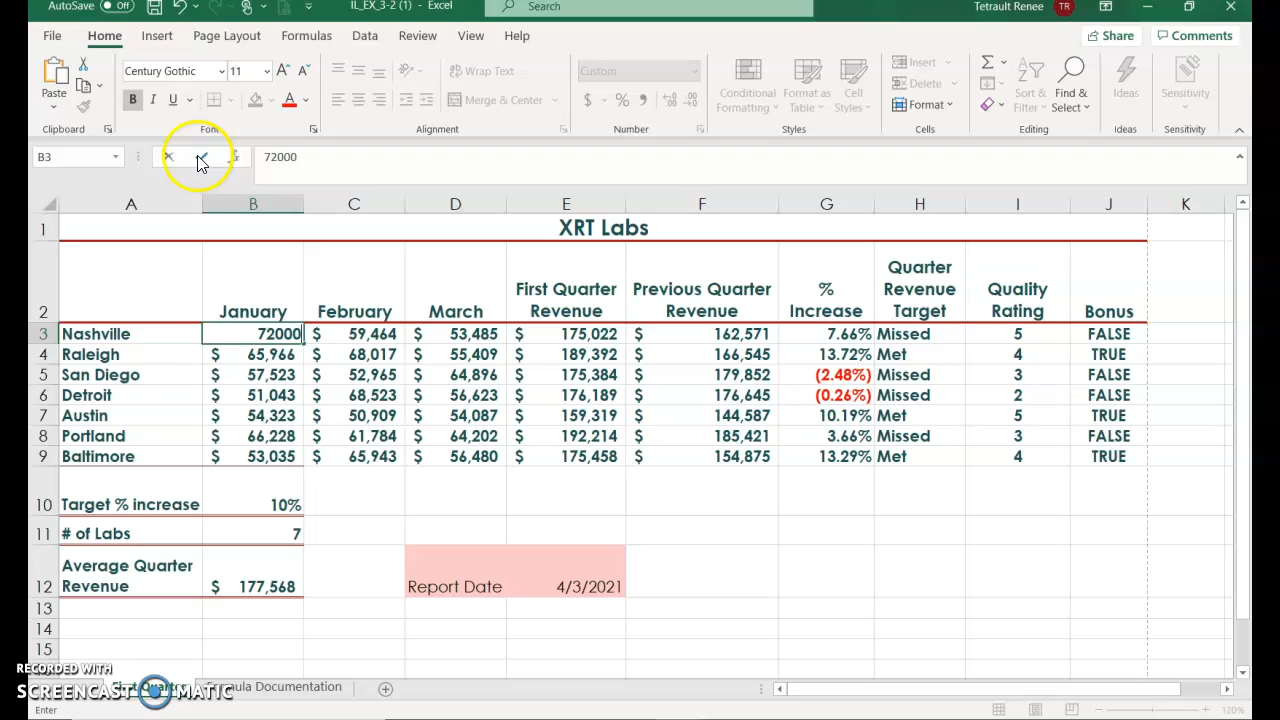 AutoSave Off IL_EX_3-2 (1) - Excel Search Tetrault Renee TR
File Home Insert Page Layout Formulas Data Review View Help Share Comments
Paste Century Gothic 11 Wrap Text Custom Conditional Formatting Format as Table Cell Styles Insert Sort & Filter Find & Select Ideas Sensitivity
B I U A Merge & Center $ % Delete
Format
Clipboard Font Alignment Number Styles Cells Editing Ideas Sensitivity
B3 fx 72000
A B C D E F G H I J K
1 XRT Labs
2 January February March First Quarter Revenue Previous Quarter Revenue % Increase Quarter Revenue Target Quality Rating Bonus
3 Nashville 72000 $ 59,464 $ 53,485 $ 175,022 $ 162,571 7.66% Missed 5 FALSE
4 Raleigh $ 65,966 $ 68,017 $ 55,409 $ 189,392 $ 166,545 13.72% Met 4 TRUE
5 San Diego $ 57,523 $ 52,965 $ 64,896 $ 175,384 $ 179,852 (2.48%) Missed 3 FALSE
6 Detroit $ 51,043 $ 68,523 $ 56,623 $ 176,189 $ 176,645 (0.26%) Missed 2 FALSE
7 Austin $ 54,323 $ 50,909 $ 54,087 $ 159,319 $ 144,587 10.19% Met 5 TRUE
8 Portland $ 66,228 $ 61,784 $ 64,202 $ 192,214 $ 185,421 3.66% Missed 3 FALSE
9 Baltimore $ 53,035 $ 65,943 $ 56,480 $ 175,458 $ 154,875 13.29% Met 4 TRUE
10 Target % increase 10%
11 # of Labs 7
12 Average Quarter Revenue $ 177,568 Report Date 4/3/2021
13
14
15
RECORDED WITH
SCREENCAST MATIC
Formula Documentation
Enter 120%